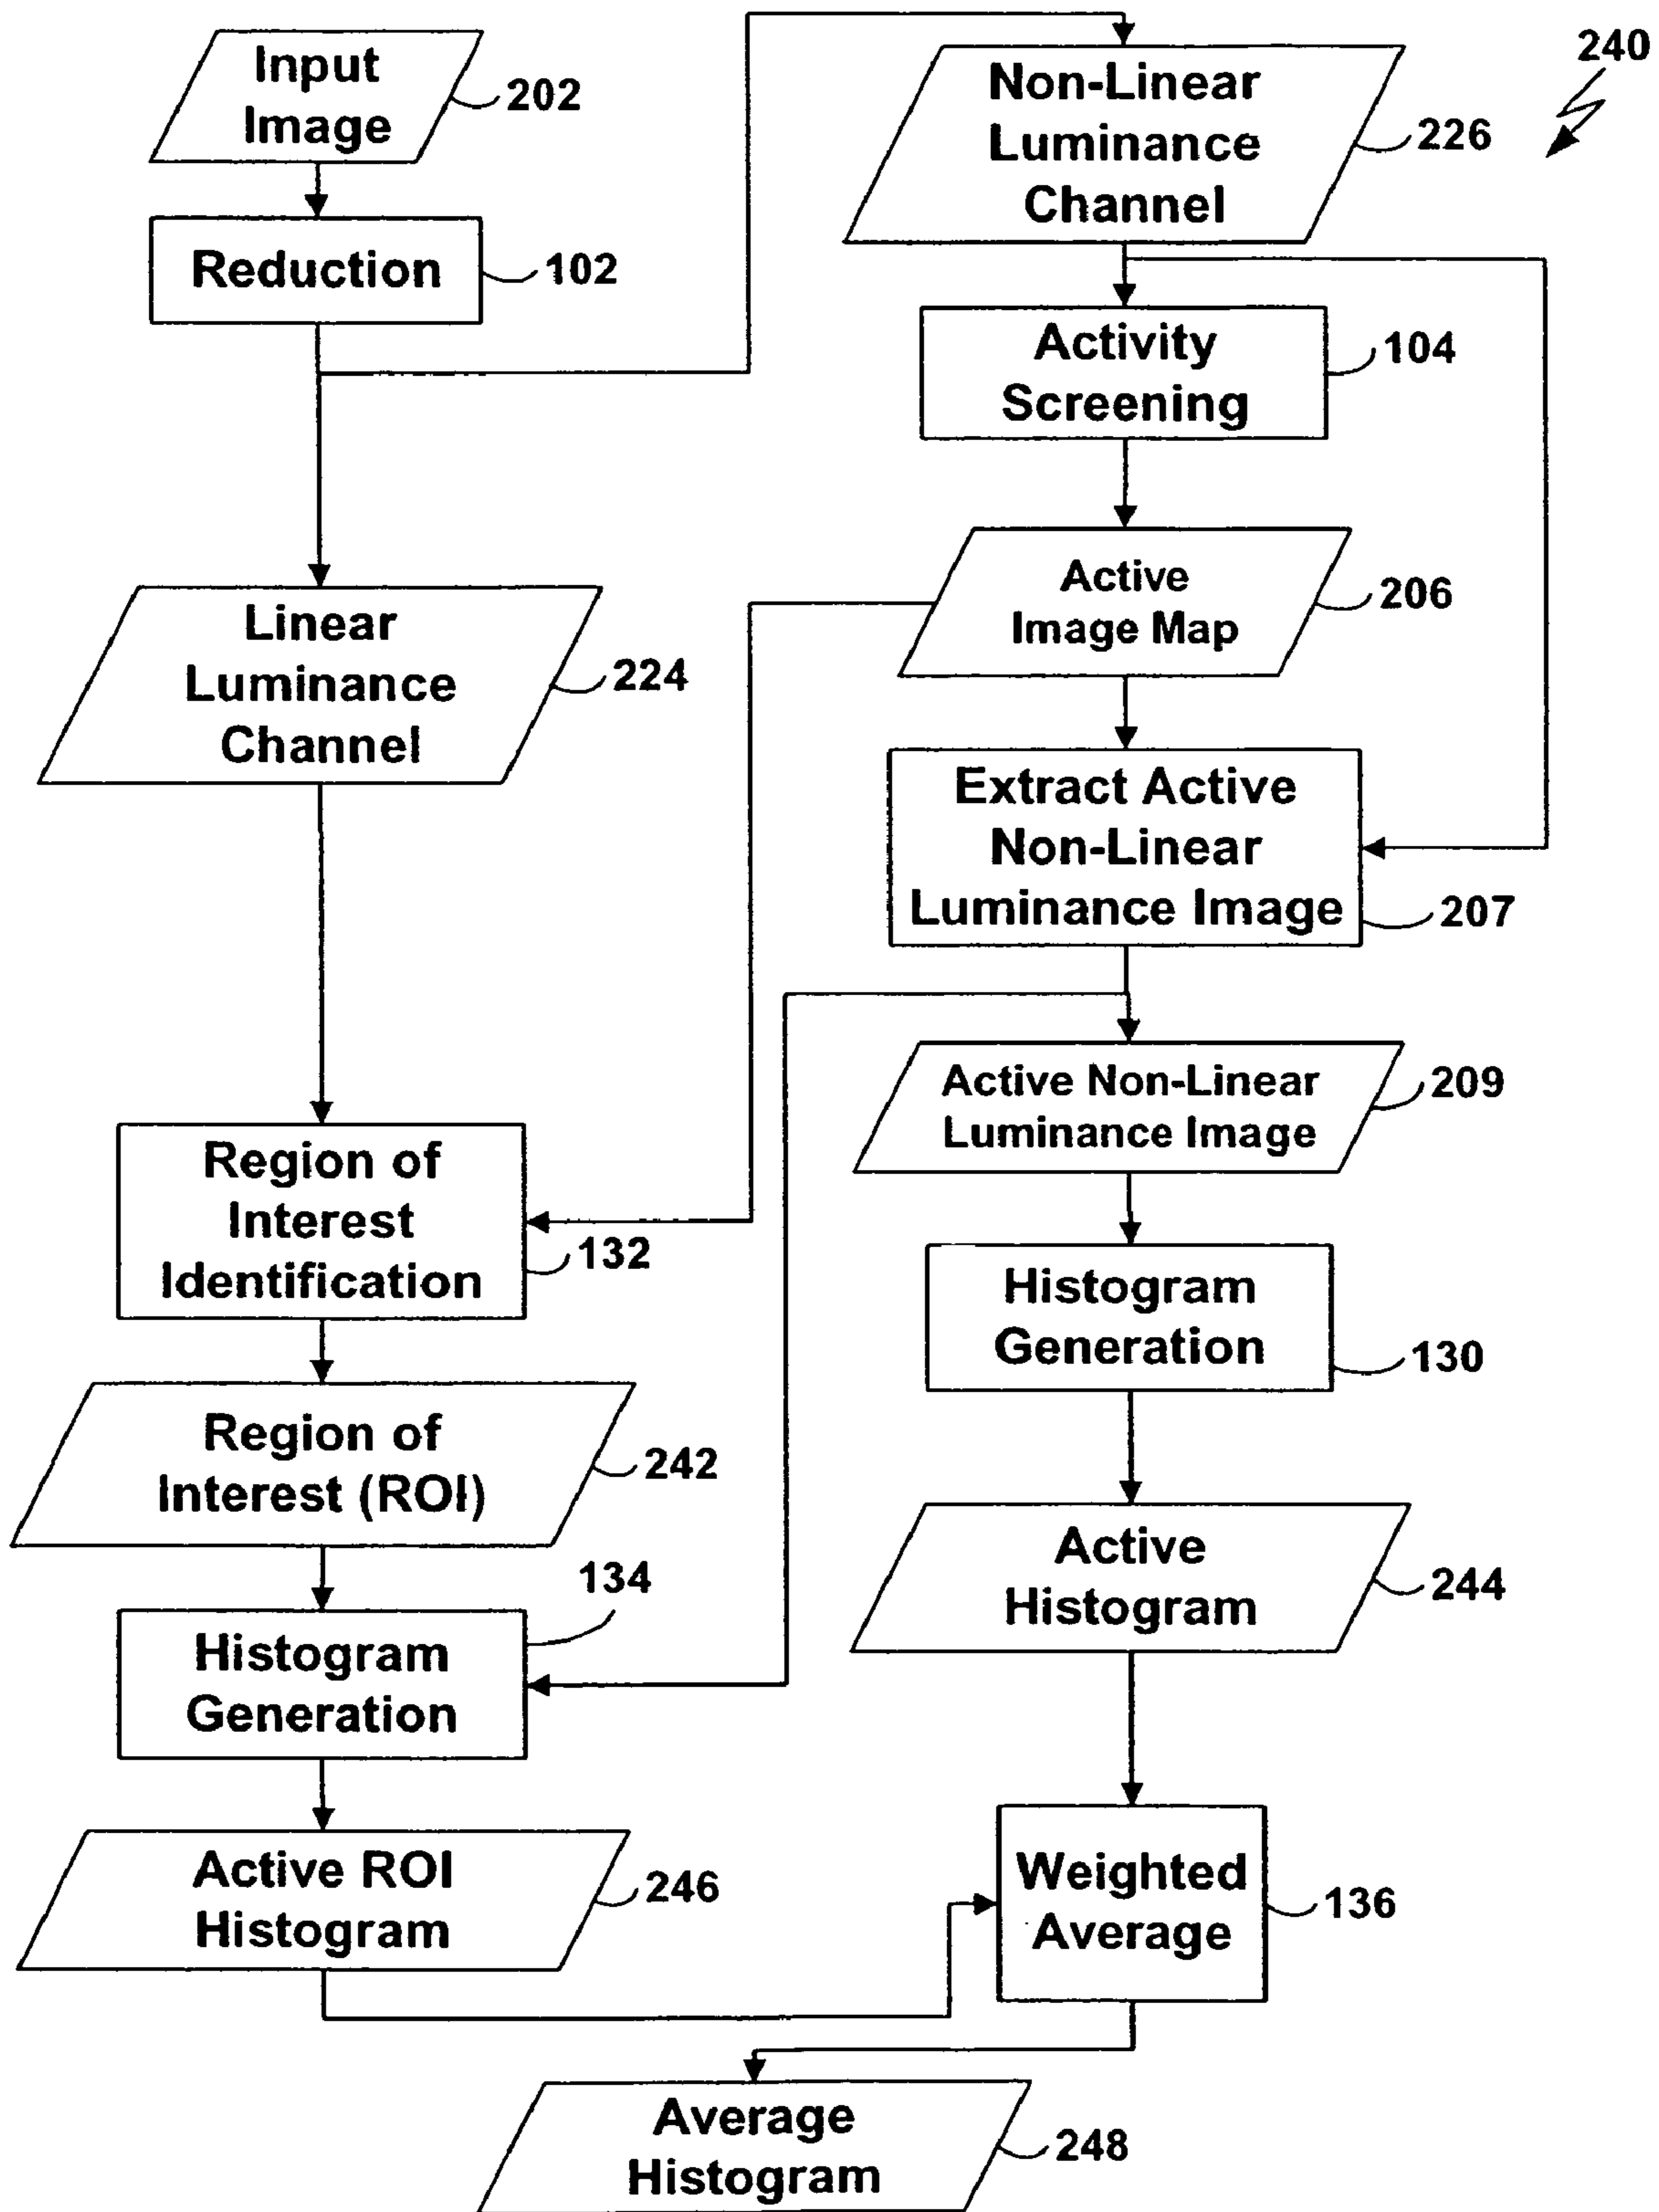 Input
Image
202
Reduction
102
Linear
Luminance
Channel
224
Region of
Interest
Identification
132
Region of
Interest (ROI)
242
134
Histogram
Generation
Active ROI
Histogram
246
240
Non-Linear
Luminance
Channel
226
Activity
Screening
104
Active
Image Map
206
Extract Active
Non-Linear
Luminance Image
207
Active Non-Linear
Luminance Image
209
Histogram
Generation
130
Active
Histogram
244
Weighted
Average
136
Average
Histogram
248